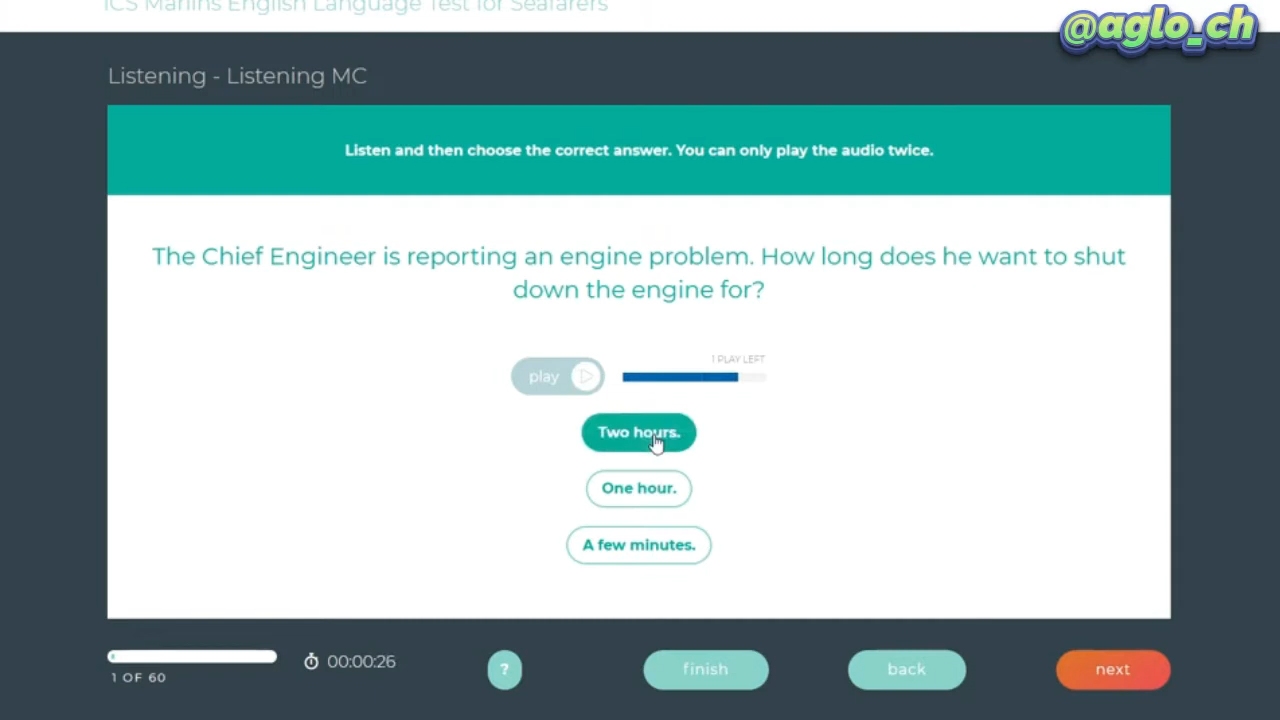 ICS Marlins English Language Test for Seafarers
@aglo_ch
Listening - Listening MC
Listen and then choose the correct answer. You can only play the audio twice.
The Chief Engineer is reporting an engine problem. How long does he want to shut
down the engine for?
1 PLAY LEFT
play
Two hours.
One hour.
A few minutes.
1 OF 60
00:00:26
?
finish
back
next